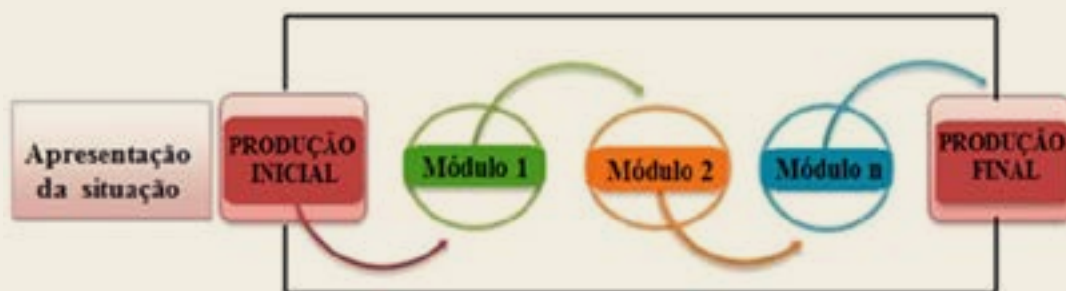 Apresentação
da situação
PRODUÇÃO
INICIAL
Módulo 1
Módulo 2
Módulo n
PRODUÇÃO
FINAL